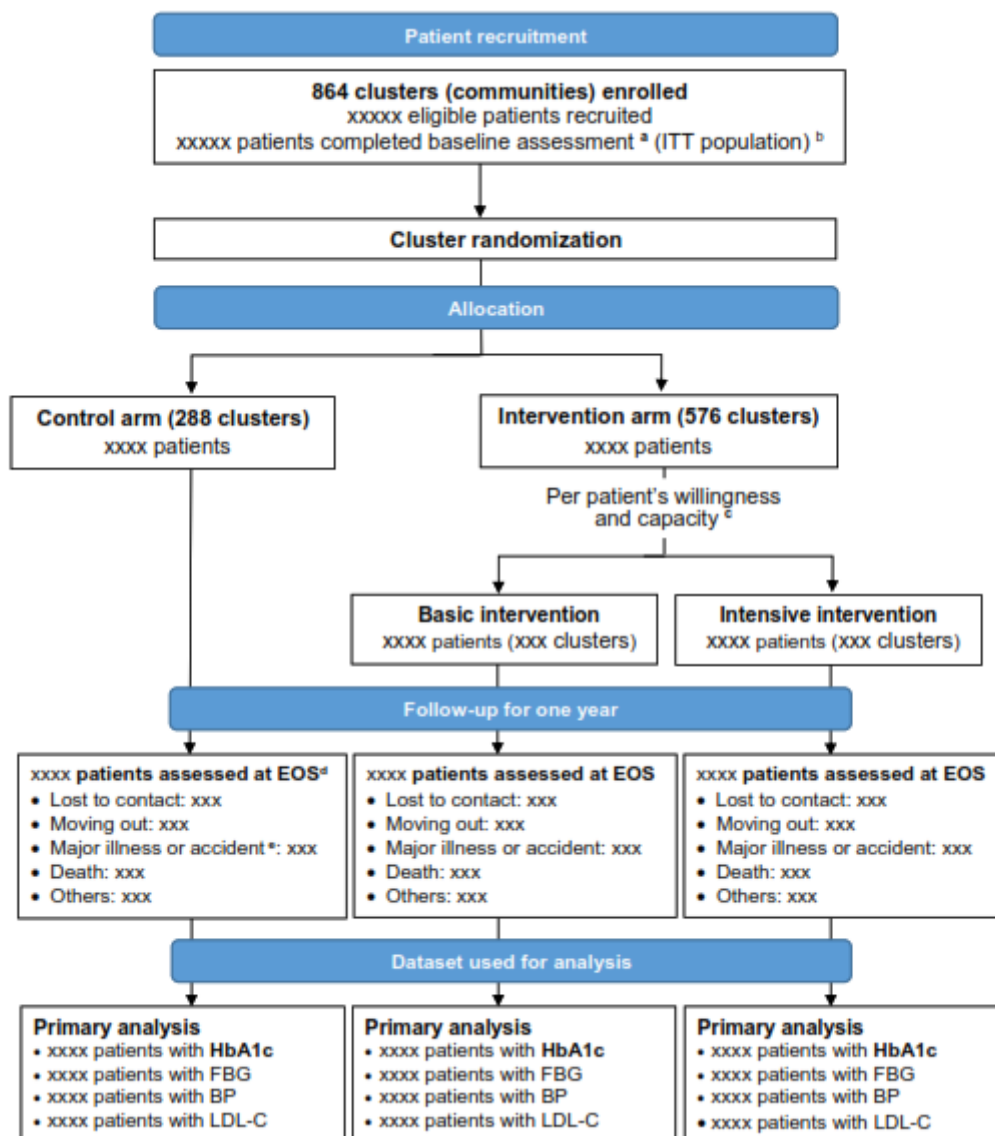 Patient recruitment
864 clusters (communities) enrolled
xxxxx eligible patients recruited
xxxxx patients completed baseline assessment ᵃ (ITT population) ᵇ
Cluster randomization
Allocation
Control arm (288 clusters)
xxxx patients
Intervention arm (576 clusters)
xxxx patients
Per patient's willingness
and capacity ᶜ
Basic intervention
xxxx patients (xxx clusters)
Intensive intervention
xxxx patients (xxx clusters)
Follow-up for one year
xxxx patients assessed at EOSᵈ
• Lost to contact: xxx
• Moving out: xxx
• Major illness or accident ᵉ: xxx
• Death: xxx
• Others: xxx
xxxx patients assessed at EOS
• Lost to contact: xxx
• Moving out: xxx
• Major illness or accident: xxx
• Death: xxx
• Others: xxx
xxxx patients assessed at EOS
• Lost to contact: xxx
• Moving out: xxx
• Major illness or accident: xxx
• Death: xxx
• Others: xxx
Dataset used for analysis
Primary analysis
• xxxx patients with HbA1c
• xxxx patients with FBG
• xxxx patients with BP
• xxxx patients with LDL-C
Primary analysis
• xxxx patients with HbA1c
• xxxx patients with FBG
• xxxx patients with BP
• xxxx patients with LDL-C
Primary analysis
• xxxx patients with HbA1c
• xxxx patients with FBG
• xxxx patients with BP
• xxxx patients with LDL-C